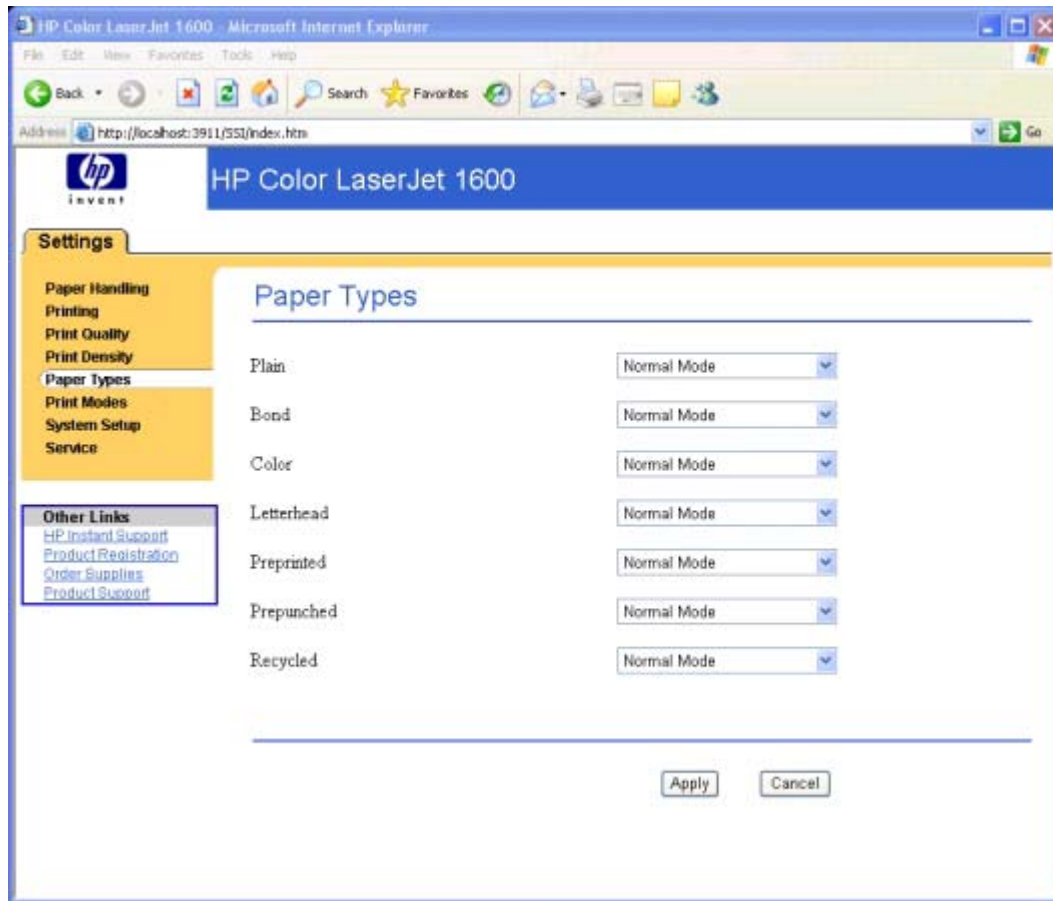 HP Color LaserJet 1600 - Microsoft Internet Explorer
File Edit View Favorites Tools Help
Back Search Favorites
Address http://localhost:3911/SSI/index.htm Go
hp
invent
HP Color LaserJet 1600
Settings
Paper Handling
Printing
Print Quality
Print Density
Paper Types
Print Modes
System Setup
Service
Other Links
HP Instant Support
Product Registration
Order Supplies
Product Support
Paper Types
Plain Normal Mode
Bond Normal Mode
Color Normal Mode
Letterhead Normal Mode
Preprinted Normal Mode
Prepunched Normal Mode
Recycled Normal Mode
Apply Cancel